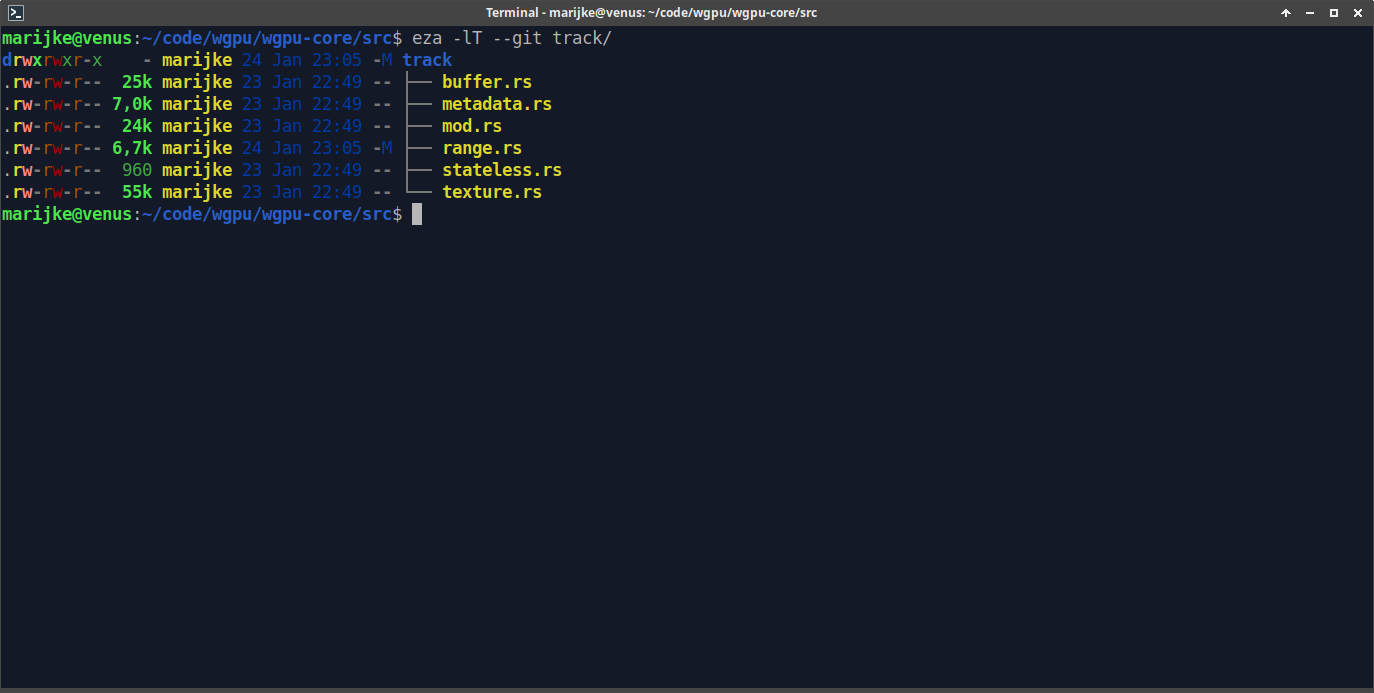 Terminal - marijke@venus: ~/code/wgpu/wgpu-core/src
marijke@venus:~/code/wgpu/wgpu-core/src$ eza -lT --git track/
drwxrwxr-x    - marijke 24 Jan 23:05 -M track
.rw-rw-r--  25k marijke 23 Jan 22:49 -- ├── buffer.rs
.rw-rw-r-- 7,0k marijke 23 Jan 22:49 -- ├── metadata.rs
.rw-rw-r--  24k marijke 23 Jan 22:49 -- ├── mod.rs
.rw-rw-r-- 6,7k marijke 24 Jan 23:05 -M ├── range.rs
.rw-rw-r--  960 marijke 23 Jan 22:49 -- ├── stateless.rs
.rw-rw-r--  55k marijke 23 Jan 22:49 -- └── texture.rs
marijke@venus:~/code/wgpu/wgpu-core/src$